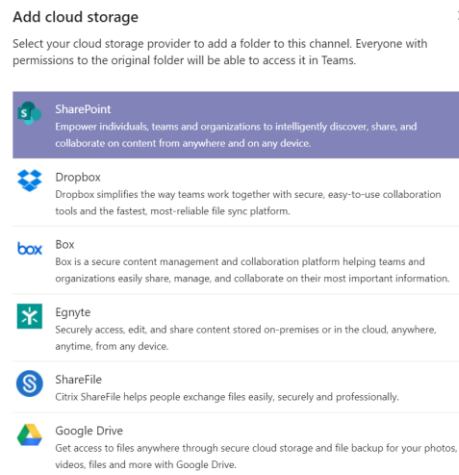 Add cloud storage
Select your cloud storage provider to add a folder to this channel. Everyone with
permissions to the original folder will be able to access it in Teams.
SharePoint
Empower individuals, teams and organizations to intelligently discover, share, and
collaborate on content from anywhere and on any device.
Dropbox
Dropbox simplifies the way teams work together with secure, easy-to-use collaboration
tools and the fastest, most-reliable file sync platform.
box
Box
Box is a secure content management and collaboration platform helping teams and
organizations easily share, manage, and collaborate on their most important information.
Egnyte
Securely access, edit, and share content stored on-premises or in the cloud, anywhere,
anytime, from any device.
ShareFile
Citrix ShareFile helps people exchange files easily, securely and professionally.
Google Drive
Get access to files anywhere through secure cloud storage and file backup for your photos,
videos, files and more with Google Drive.